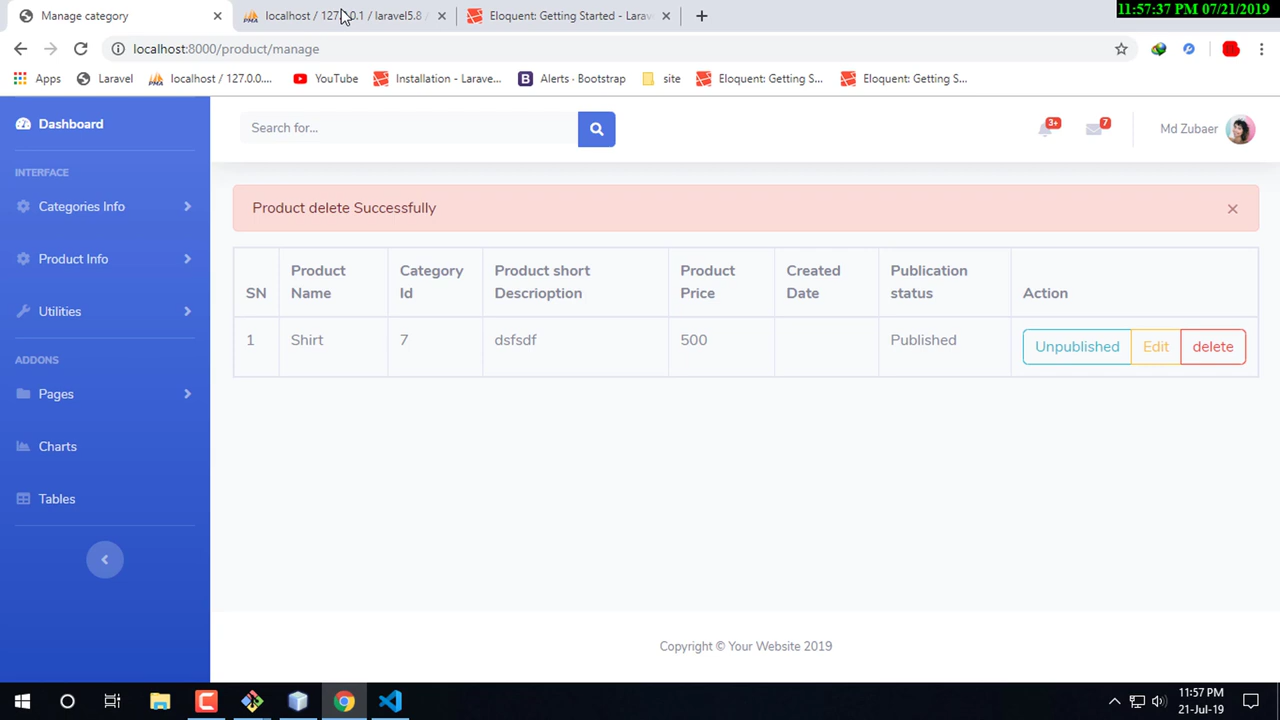 11:57:37 PM 07/21/2019
Manage category
localhost / 127.0.0.1 / laravel5.8
Eloquent: Getting Started - Larav
localhost:8000/product/manage
Apps
Laravel
localhost / 127.0.0....
YouTube
Installation - Larave...
Alerts · Bootstrap
site
Eloquent: Getting S...
Eloquent: Getting S...
Dashboard
Search for...
3+
7
Md Zubaer
INTERFACE
Categories Info
Product Info
Utilities
ADDONS
Pages
Charts
Tables
Product delete Successfully
SN
Product
Name
Category
Id
Product short
Descrioption
Product
Price
Created
Date
Publication
status
Action
1
Shirt
7
dsfsdf
500
Published
Unpublished
Edit
delete
Copyright © Your Website 2019
11:57 PM
21-Jul-19